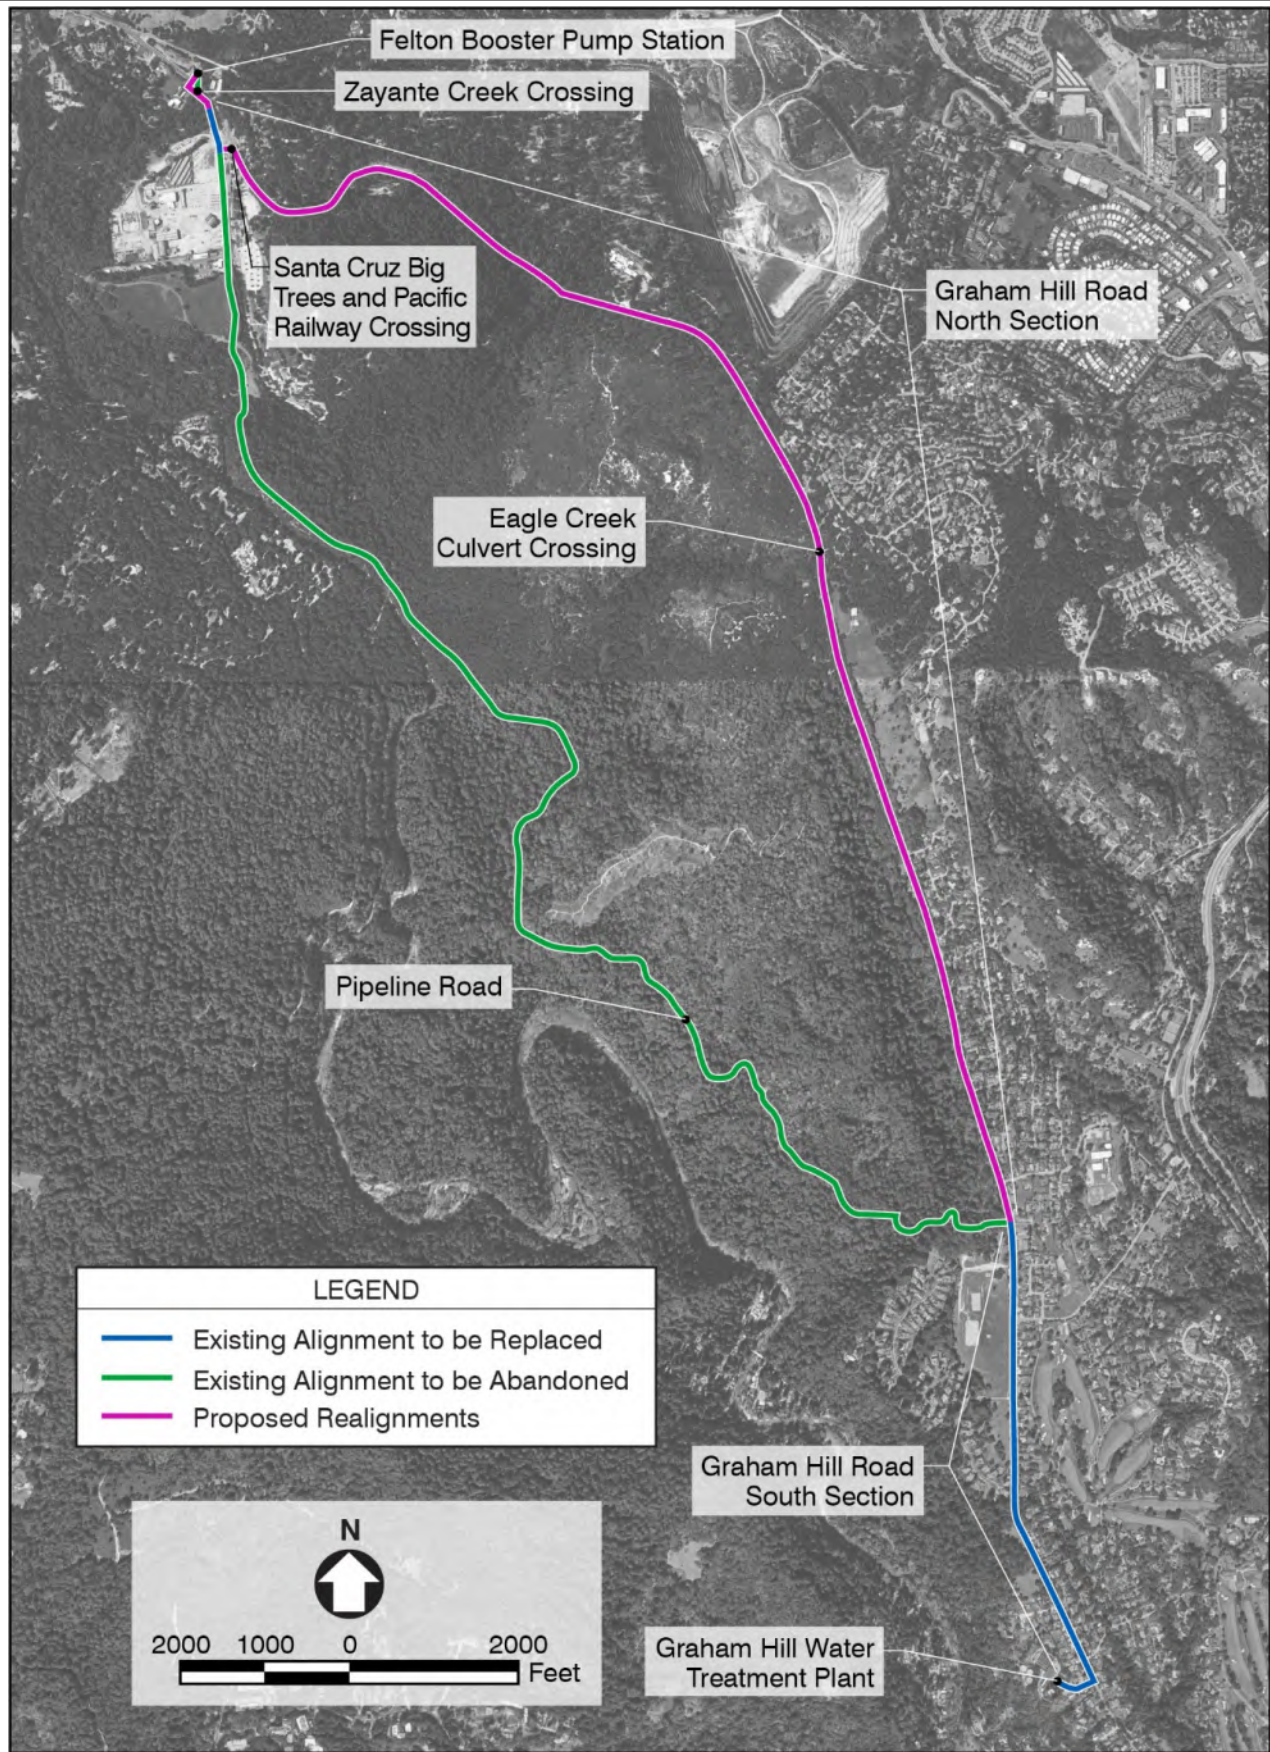 Felton Booster Pump Station
Zayante Creek Crossing
Santa Cruz Big
Trees and Pacific
Railway Crossing
Graham Hill Road
North Section
Eagle Creek
Culvert Crossing
Pipeline Road
LEGEND
Existing Alignment to be Replaced
Existing Alignment to be Abandoned
Proposed Realignments
Graham Hill Road
South Section
N
2000 1000 0 2000
Feet
Graham Hill Water
Treatment Plant